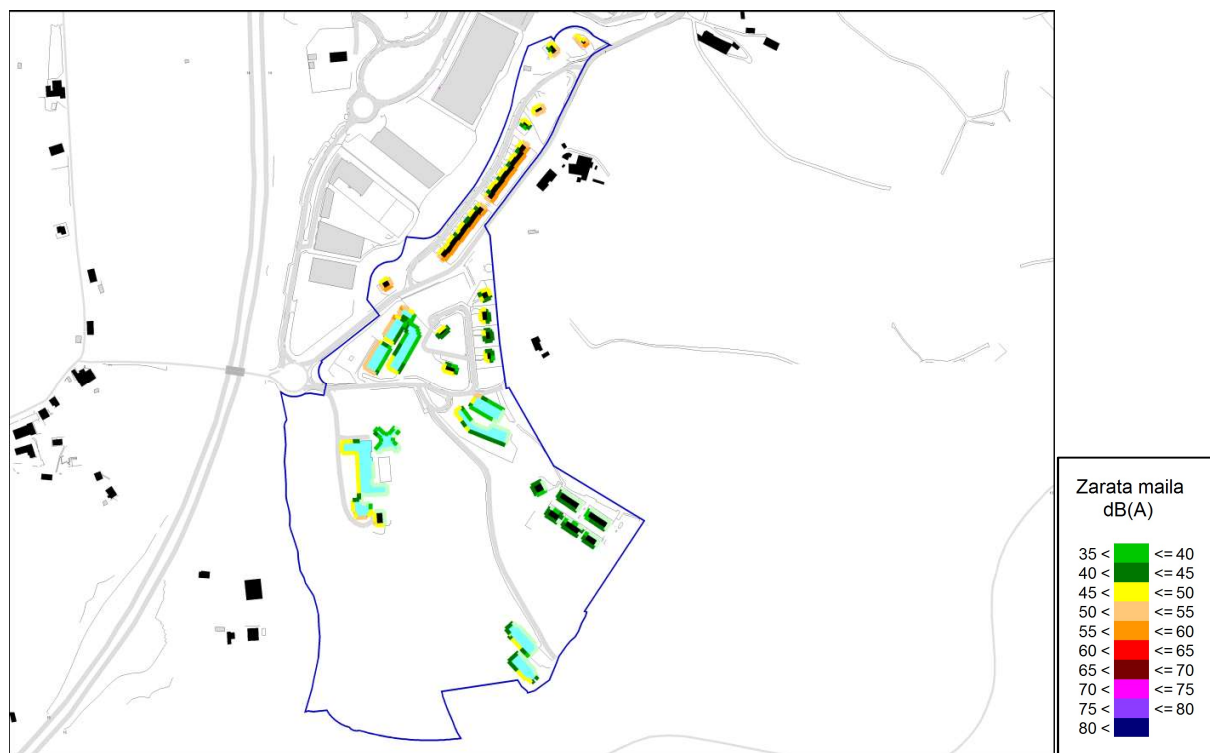 Zarata maila
dB(A)
35 < <= 40
40 < <= 45
45 < <= 50
50 < <= 55
55 < <= 60
60 < <= 65
65 < <= 70
70 < <= 75
75 < <= 80
80 <